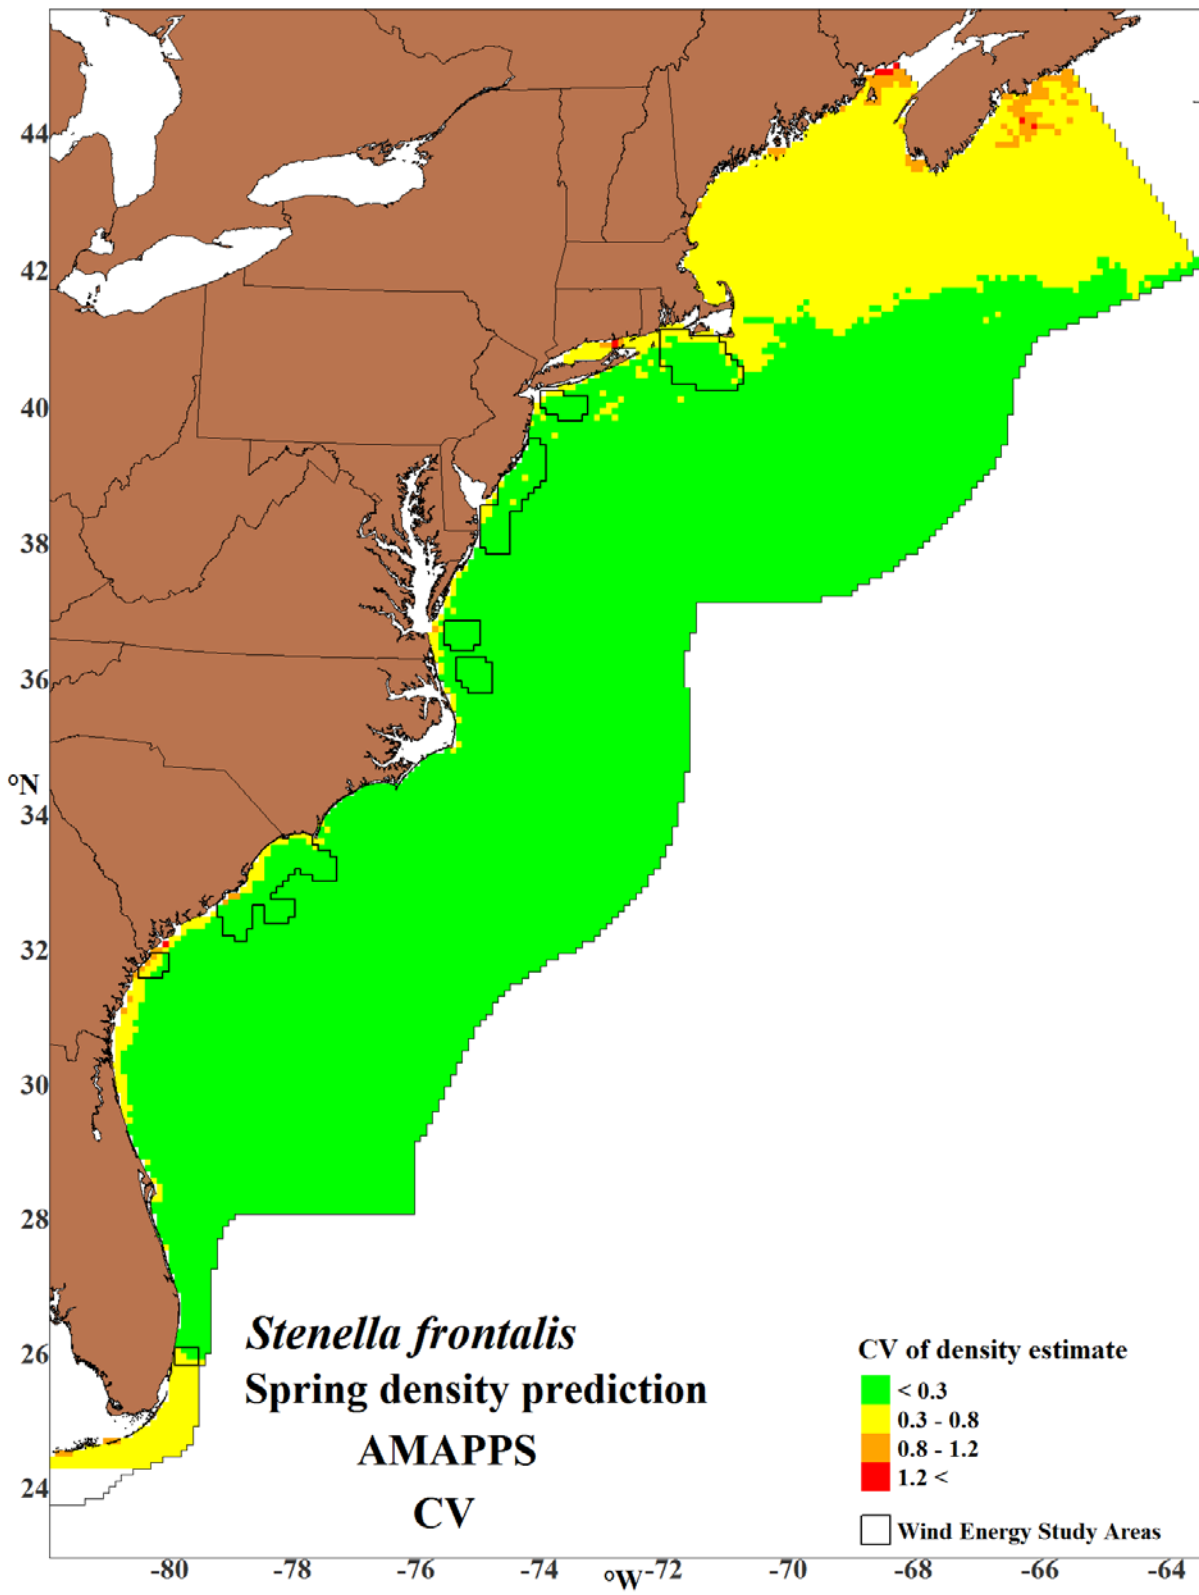 44
42
40
38
36
°N
34
32
30
28
26
24
Stenella frontalis
Spring density prediction
AMAPPS
CV
CV of density estimate
< 0.3
0.3 - 0.8
0.8 - 1.2
1.2 <
Wind Energy Study Areas
-80 -78 -76 -74 °W -72 -70 -68 -66 -64